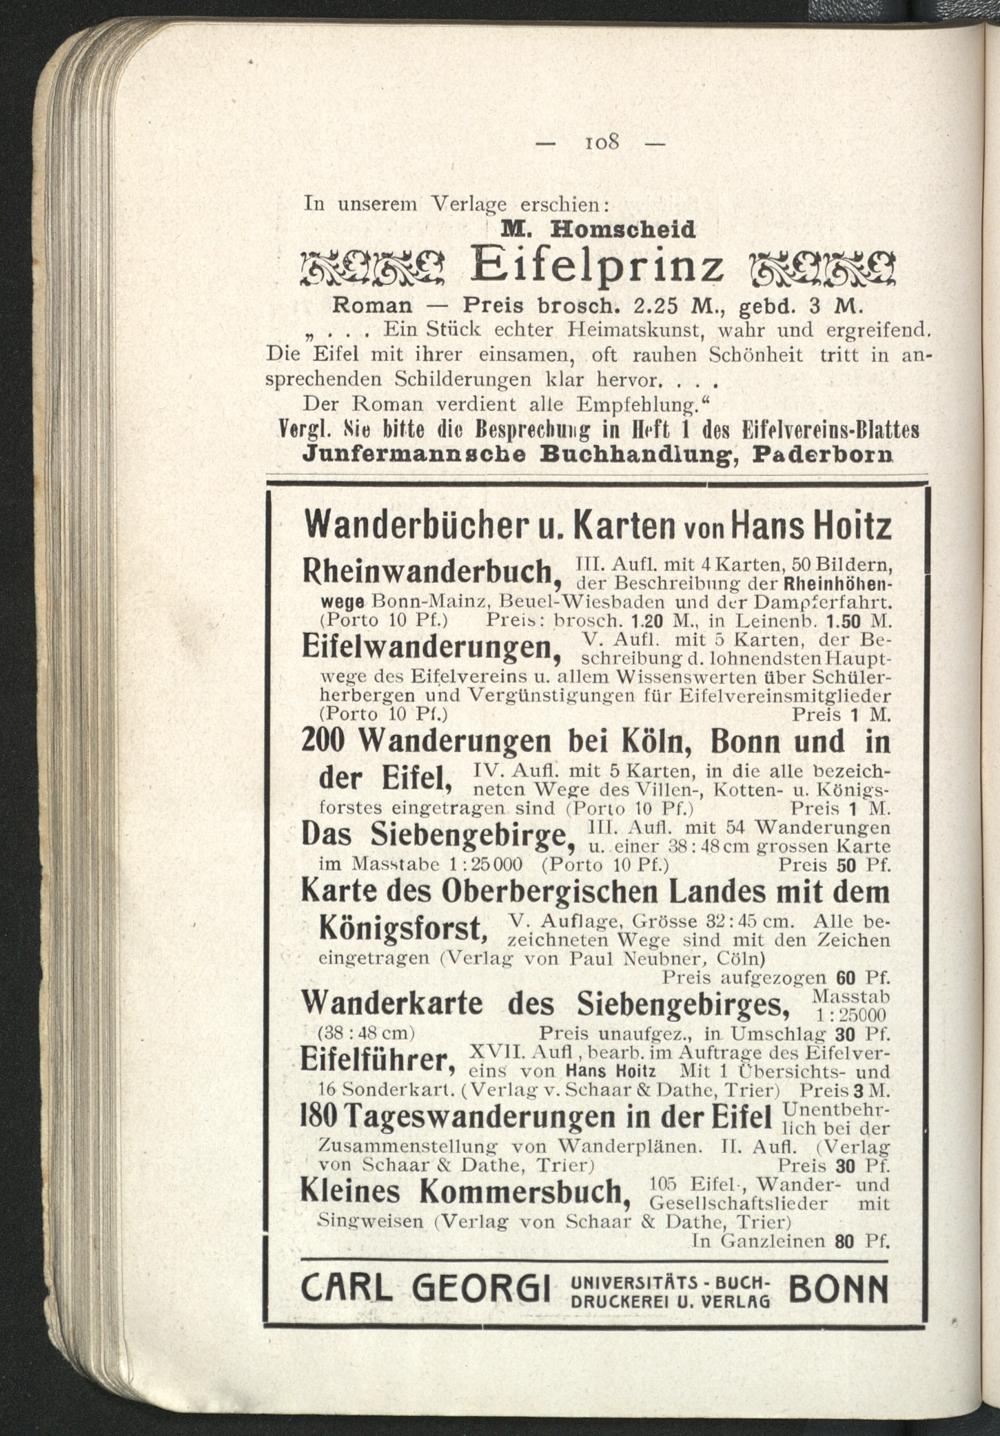 — 108 —
In unserem Verlage erschien:
M. Homscheid
Eifelprinz
Roman — Preis brosch. 2.25 M., gebd. 3 M.
„ . . . Ein Stück echter Heimatskunst, wahr und ergreifend.
Die Eifel mit ihrer einsamen, oft rauhen Schönheit tritt in an-
sprechenden Schilderungen klar hervor. . . .
Der Roman verdient alle Empfehlung.“
Vergl. Sie bitte die Besprechung in Heft 1 des Eifelvereins-Blattes
Junfermannsche Buchhandlung, Paderborn
Wanderbücher u. Karten von Hans Hoitz
Rheinwanderbuch, III. Aufl. mit 4 Karten, 50 Bildern,
der Beschreibung der Rheinhöhen-
wege Bonn-Mainz, Beuel-Wiesbaden und der Dampferfahrt.
(Porto 10 Pf.) Preis: brosch. 1.20 M., in Leinenb. 1.50 M.
Eifelwanderungen, V. Aufl. mit 5 Karten, der Be-
schreibung d. lohnendsten Haupt-
wege des Eifelvereins u. allem Wissenswerten über Schüler-
herbergen und Vergünstigungen für Eifelvereinsmitglieder
(Porto 10 Pf.) Preis 1 M.
200 Wanderungen bei Köln, Bonn und in
der Eifel, IV. Aufl. mit 5 Karten, in die alle bezeich-
neten Wege des Villen-, Kotten- u. Königs-
forstes eingetragen sind (Porto 10 Pf.) Preis 1 M.
Das Siebengebirge, III. Aufl. mit 54 Wanderungen
u. einer 38:48 cm grossen Karte
im Masstabe 1:25000 (Porto 10 Pf.) Preis 50 Pf.
Karte des Oberbergischen Landes mit dem
Königsforst, V. Auflage, Grösse 32:45 cm. Alle be-
zeichneten Wege sind mit den Zeichen
eingetragen (Verlag von Paul Neubner, Cöln)
Preis aufgezogen 60 Pf.
Wanderkarte des Siebengebirges, Masstab
1:25000
(38:48 cm) Preis unaufgez., in Umschlag 30 Pf.
Eifelführer, XVII. Aufl, bearb. im Auftrage des Eifelver-
eins von Hans Hoitz Mit 1 Übersichts- und
16 Sonderkart. (Verlag v. Schaar & Dathe, Trier) Preis 3 M.
180 Tageswanderungen in der Eifel Unentbehr-
lich bei der
Zusammenstellung von Wanderplänen. II. Aufl. (Verlag
von Schaar & Dathe, Trier) Preis 30 Pf.
Kleines Kommersbuch, 105 Eifel-, Wander- und
Gesellschaftslieder mit
Singweisen (Verlag von Schaar & Dathe, Trier)
In Ganzleinen 80 Pf.
CARL GEORGI UNIVERSITÄTS-BUCH- BONN
DRUCKEREI U. VERLAG